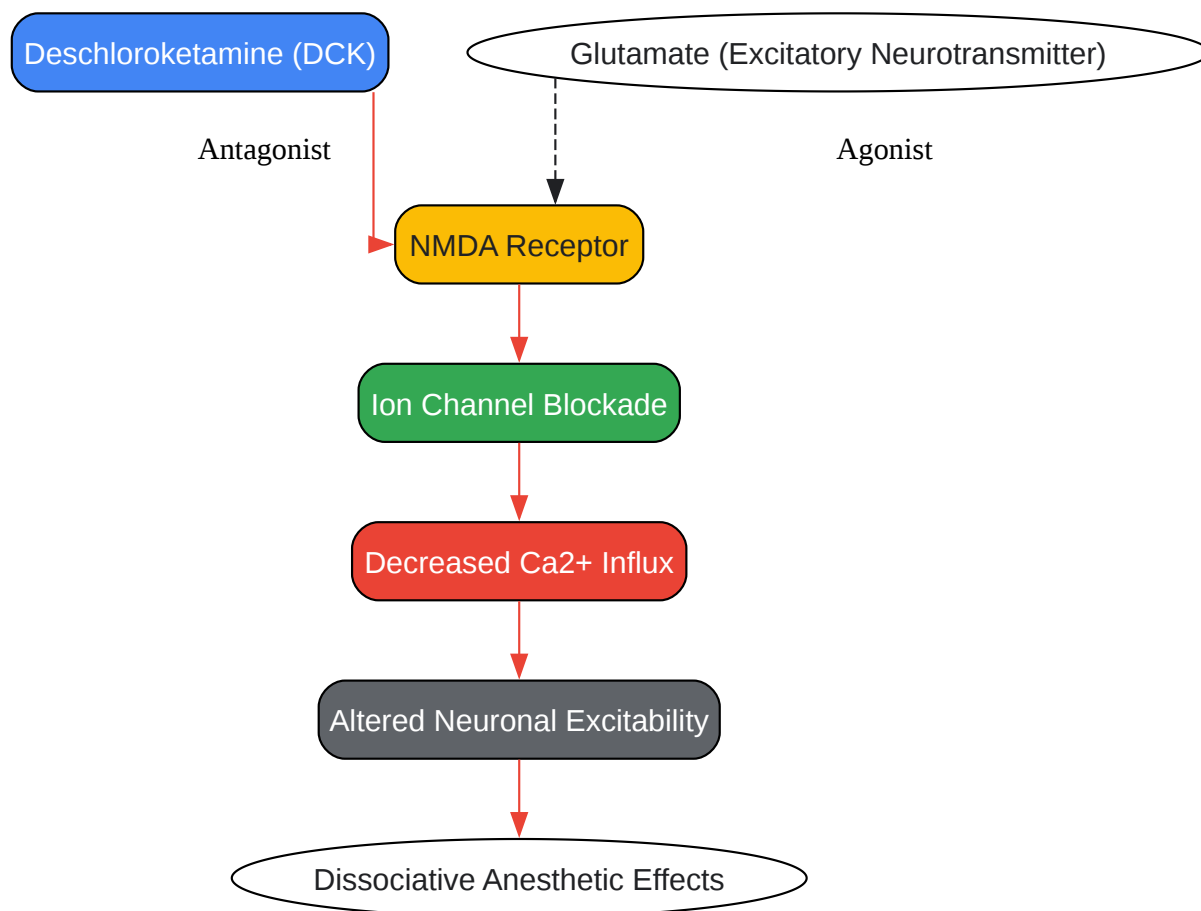 Deschloroketamine (DCK)
Glutamate (Excitatory Neurotransmitter)
Antagonist
Agonist
NMDA Receptor
Ion Channel Blockade
Decreased Ca2+ Influx
Altered Neuronal Excitability
Dissociative Anesthetic Effects